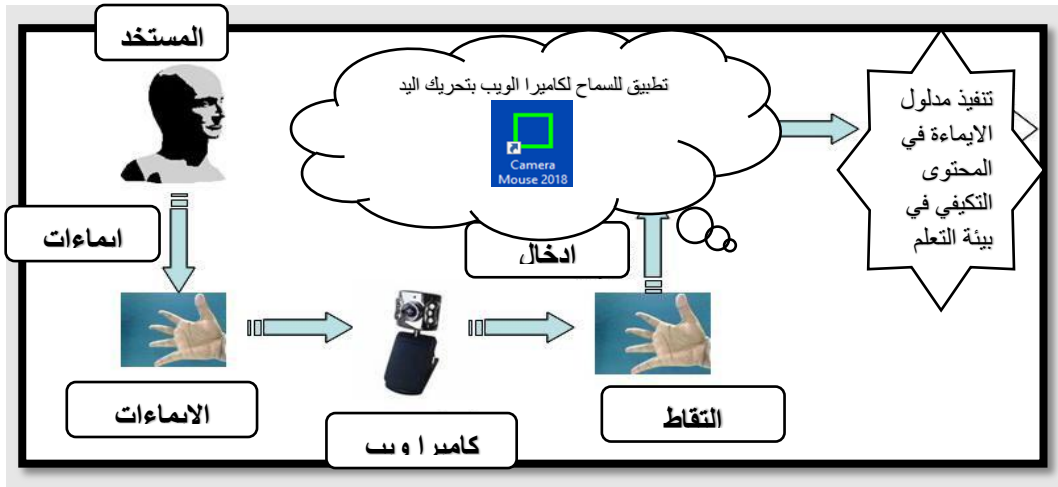 المستخد
تطبيق للسماح لكاميرا الويب بتحريك اليد
Camera
Mouse 2018
تنفيذ مدلول
الايماءة في
المحتوى
التكيفي في
بيئة التعلم
ايماءات
ادخال
الايماءات
التقاط
كاميرا ويب